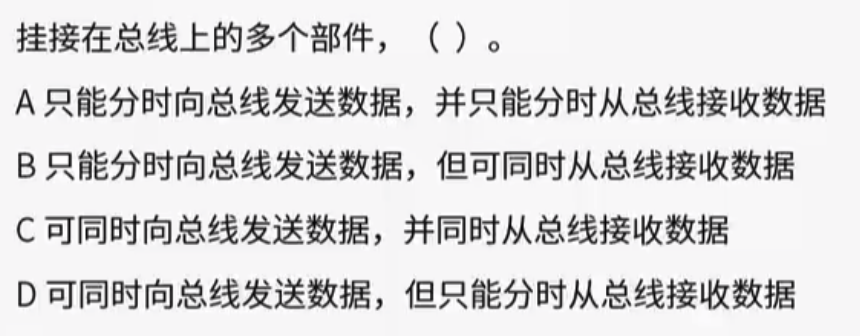 挂接在总线上的多个部件，（ ）。
A 只能分时向总线发送数据，并只能分时从总线接收数据
B 只能分时向总线发送数据，但可同时从总线接收数据
C 可同时向总线发送数据，并同时从总线接收数据
D 可同时向总线发送数据，但只能分时从总线接收数据